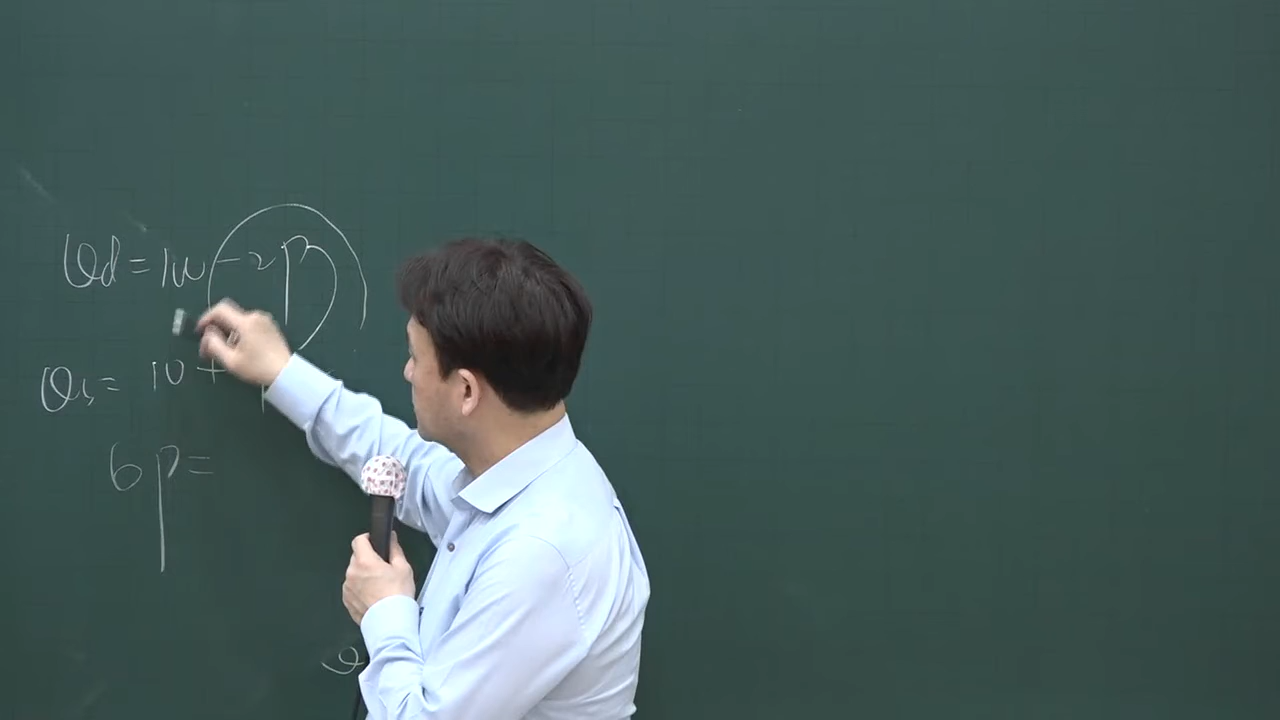 Qd = 100 - 2P
Qs = 10 +
6P =